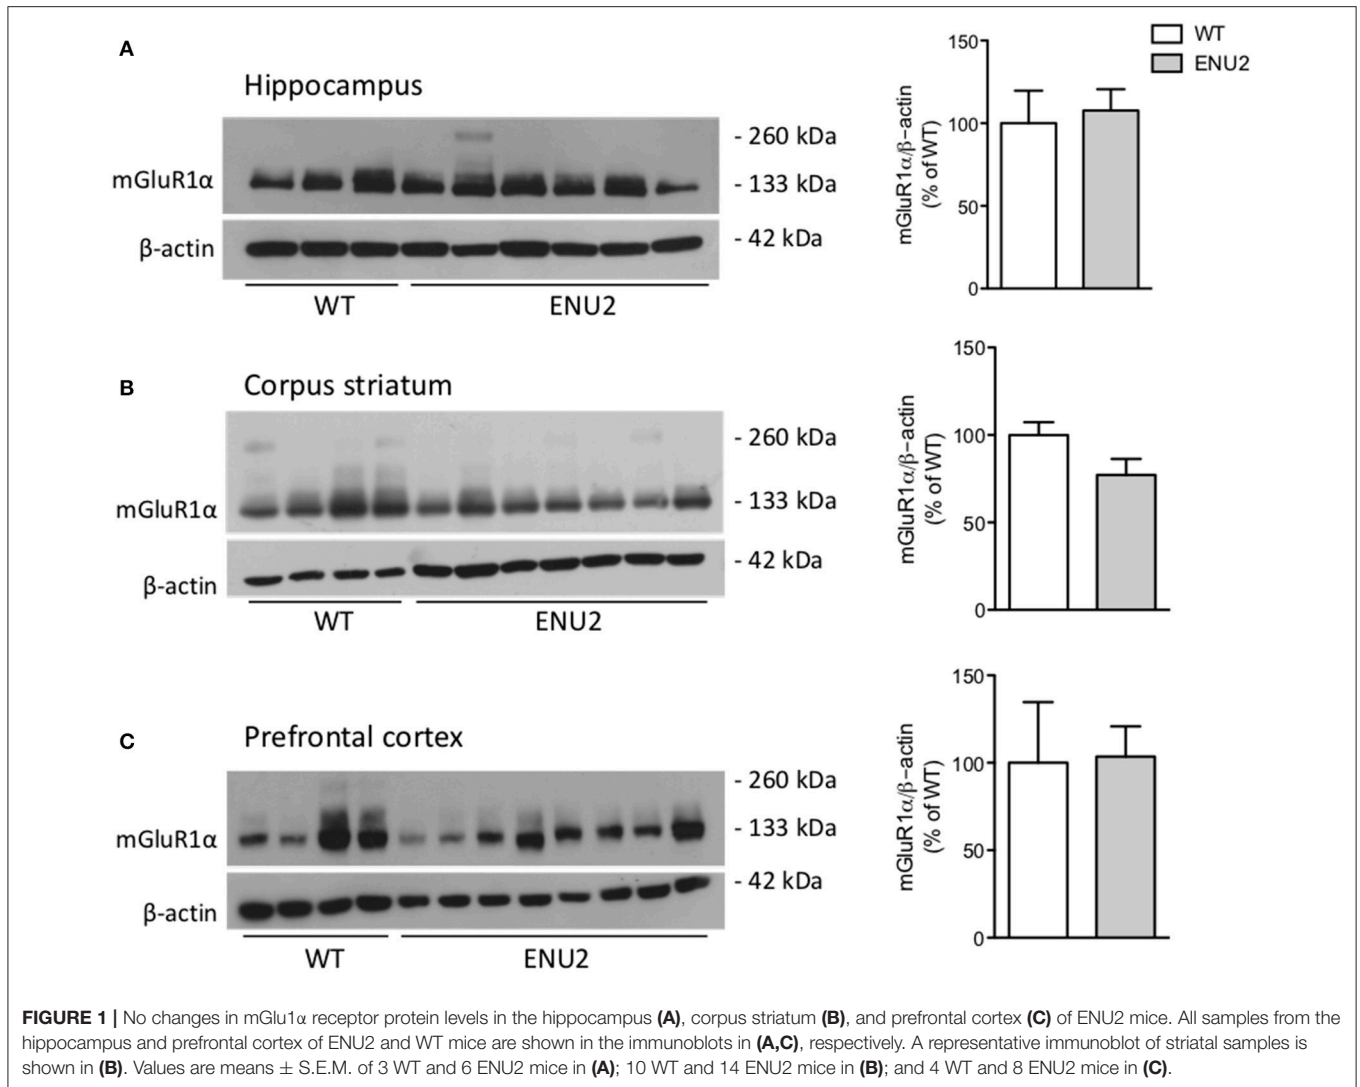 A
Hippocampus
mGluR1α
- 260 kDa
- 133 kDa
β-actin
- 42 kDa
WT
ENU2
150
100
50
0
mGluR1α/β-actin
(% of WT)
WT
ENU2
B
Corpus striatum
mGluR1α
- 260 kDa
- 133 kDa
β-actin
- 42 kDa
WT
ENU2
150
100
50
0
mGluR1α/β-actin
(% of WT)
C
Prefrontal cortex
mGluR1α
- 260 kDa
- 133 kDa
β-actin
- 42 kDa
WT
ENU2
150
100
50
0
mGluR1α/β-actin
(% of WT)
FIGURE 1 | No changes in mGlu1α receptor protein levels in the hippocampus (A), corpus striatum (B), and prefrontal cortex (C) of ENU2 mice. All samples from the
hippocampus and prefrontal cortex of ENU2 and WT mice are shown in the immunoblots in (A,C), respectively. A representative immunoblot of striatal samples is
shown in (B). Values are means ± S.E.M. of 3 WT and 6 ENU2 mice in (A); 10 WT and 14 ENU2 mice in (B); and 4 WT and 8 ENU2 mice in (C).